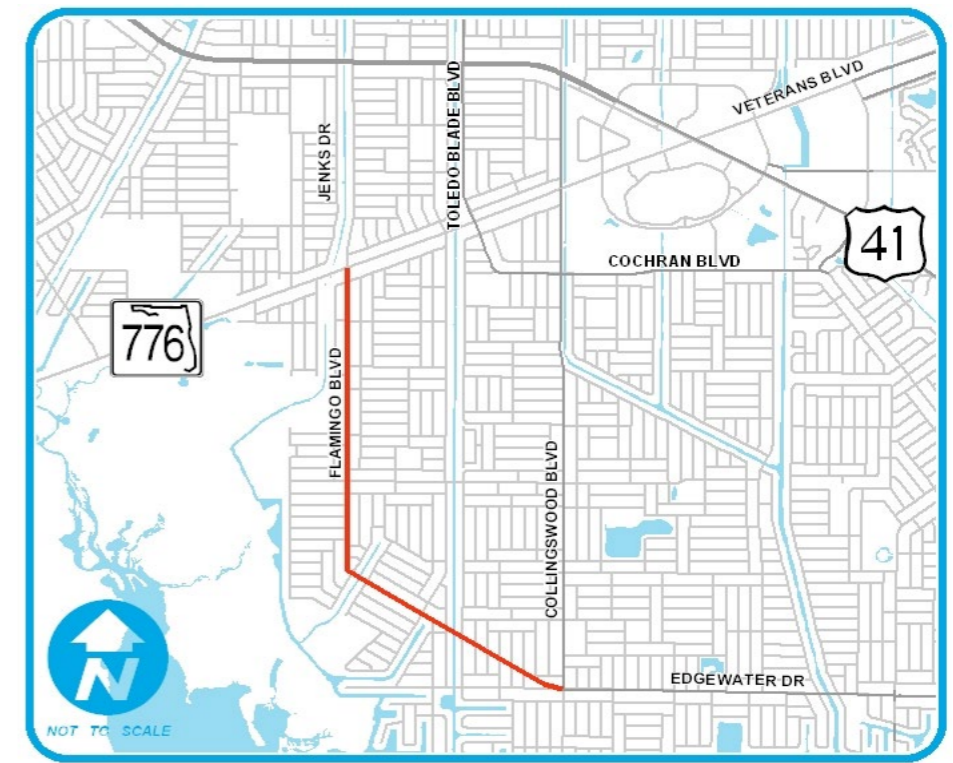 VETERANS BLVD
TOLEDO BLADE BLVD
JENKS DR
41
COCHRAN BLVD
776
FLAMINGO BLVD
COLLINGSWOOD BLVD
N
EDGEWATER DR
NOT TO SCALE